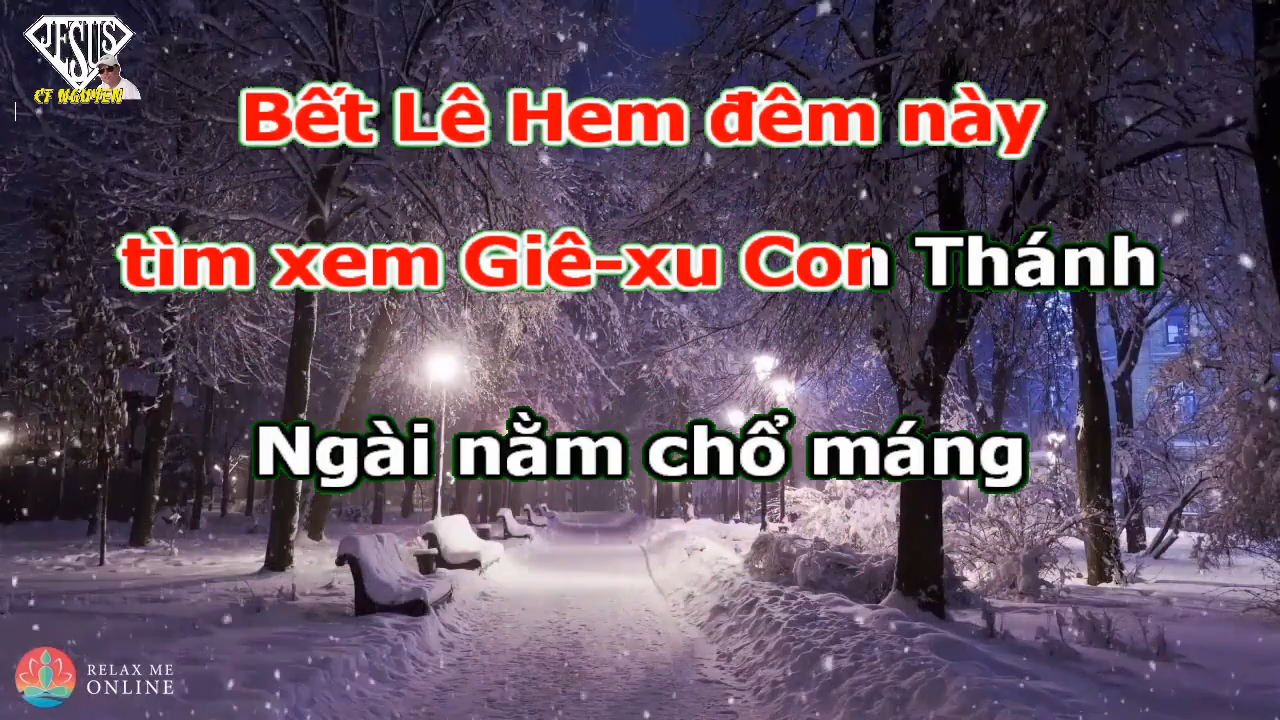 JESUS
CT NGUYEN
Bết Lê Hem đêm này
tìm xem Giê-xu Con Thánh
Ngài nằm chổ máng
RELAX ME
ONLINE